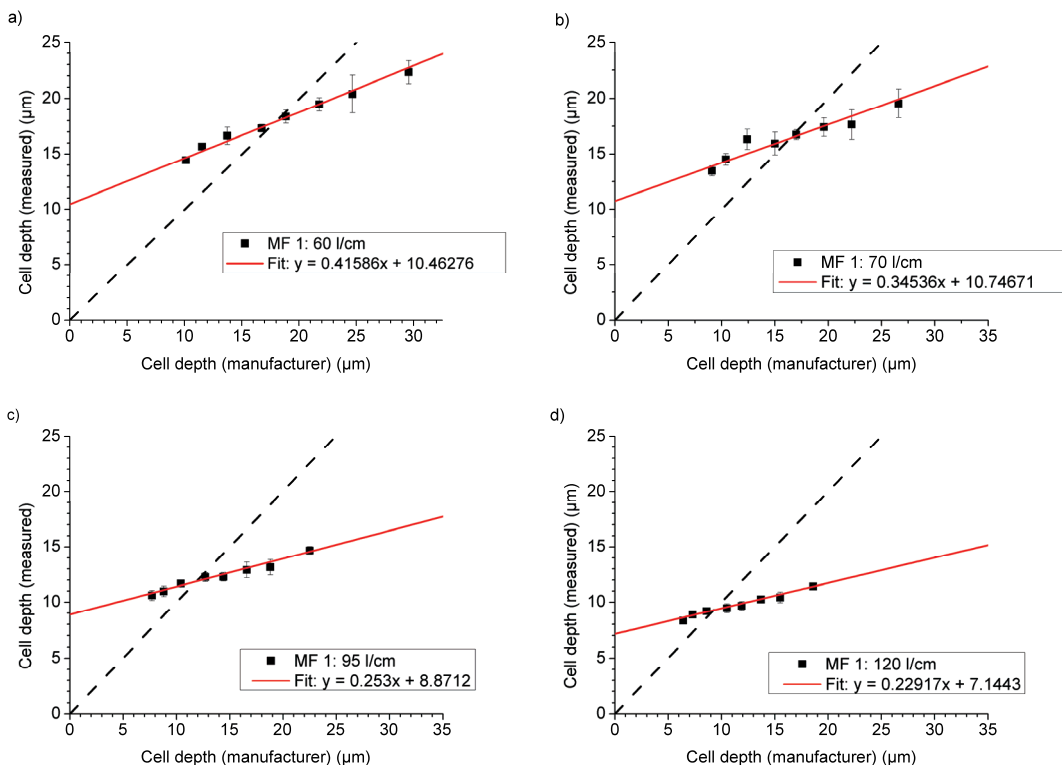 a)
25
20
15
10
5
0
Cell depth (measured) (µm)
MF 1: 60 l/cm
Fit: y = 0.41586x + 10.46276
0 5 10 15 20 25 30
Cell depth (manufacturer) (µm)
b)
25
20
15
10
5
0
Cell depth (measured) (µm)
MF 1: 70 l/cm
Fit: y = 0.34536x + 10.74671
0 5 10 15 20 25 30 35
Cell depth (manufacturer) (µm)
c)
25
20
15
10
5
0
Cell depth (measured)
MF 1: 95 l/cm
Fit: y = 0.253x + 8.8712
0 5 10 15 20 25 30 35
Cell depth (manufacturer) (µm)
d)
25
20
15
10
5
0
Cell depth (measured) (µm)
MF 1: 120 l/cm
Fit: y = 0.22917x + 7.1443
0 5 10 15 20 25 30 35
Cell depth (manufacturer) (µm)